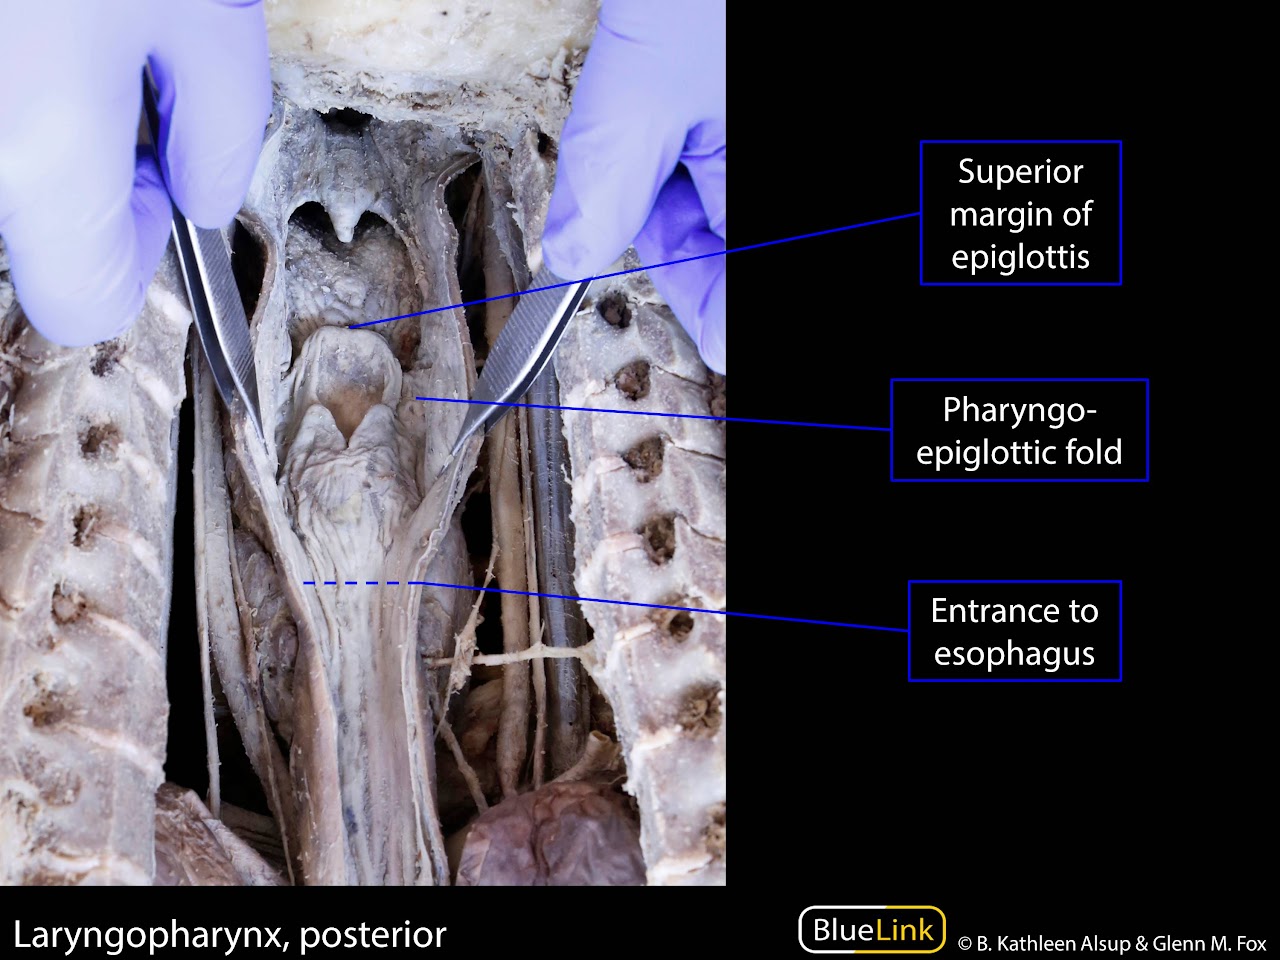 Superior
margin of
epiglottis
Pharyngo-
epiglottic fold
Entrance to
esophagus
Laryngopharynx, posterior
BlueLink
© B. Kathleen Alsup & Glenn M. Fox